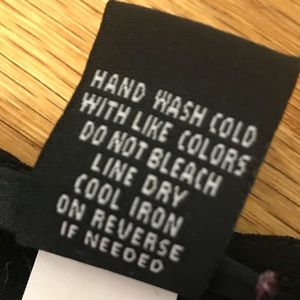 HAND WASH COLD
WITH LIKE COLORS
DO NOT BLEACH
LINE DRY
COOL IRON
ON REVERSE
IF NEEDED